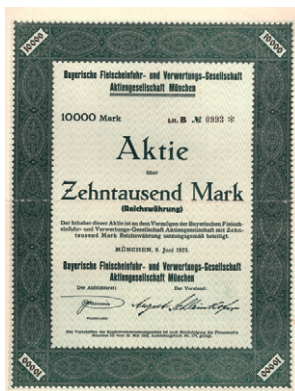 10000
10000
Bayerische Fleischeinfuhr- und Verwertungs-Gesellschaft
Aktiengesellschaft München
10000 Mark
Lit. B № 0993 *
Aktie
über
Zehntausend Mark
(Reichswährung)
Der Inhaber dieser Aktie ist an dem Vermögen der Bayerischen Fleisch-
einfuhr- und Verwertungs-Gesellschaft Aktiengesellschaft mit Zehn-
tausend Mark Reichswährung satzungsgemäß beteiligt.
MÜNCHEN, Juni 1923.
Bayerische Fleischeinfuhr- und Verwertungs-Gesellschaft
Aktiengesellschaft München
Der Aufsichtsrat:
Der Vorstand:
August
Vorsitzender
10000
10000